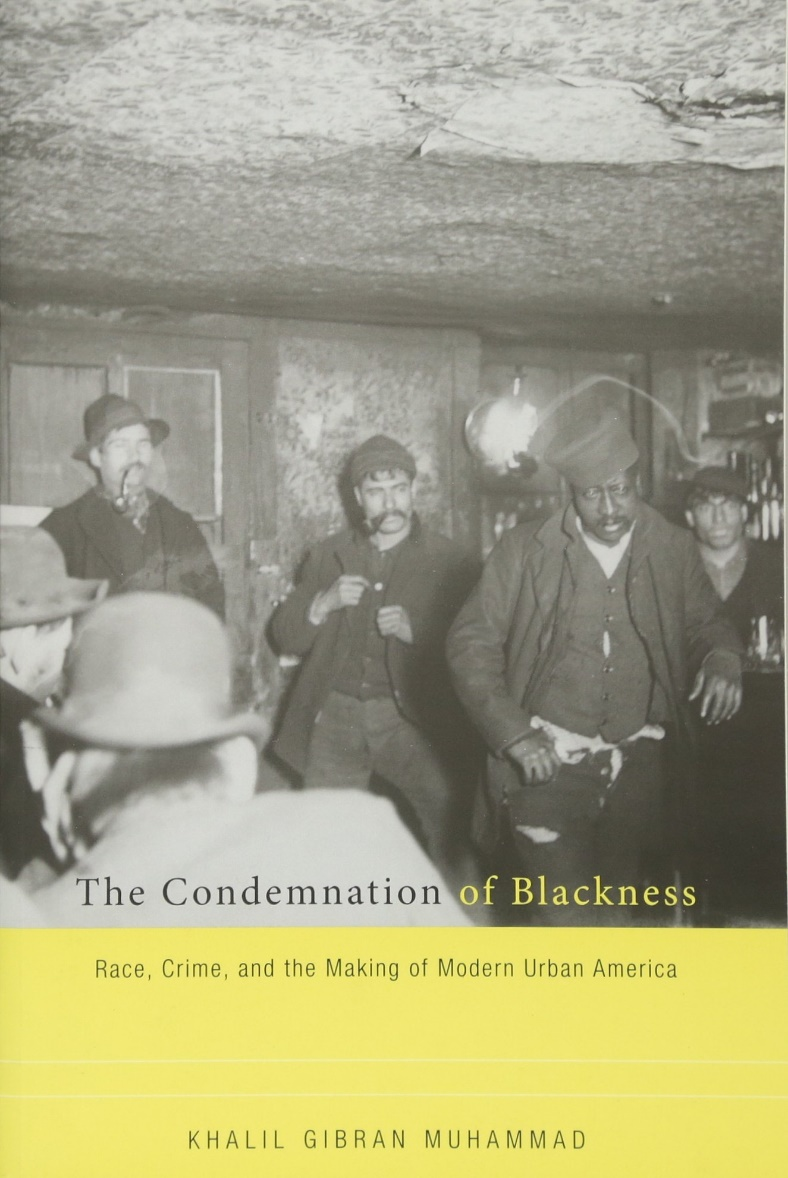 The Condemnation of Blackness
Race, Crime, and the Making of Modern Urban America
KHALIL GIBRAN MUHAMMAD